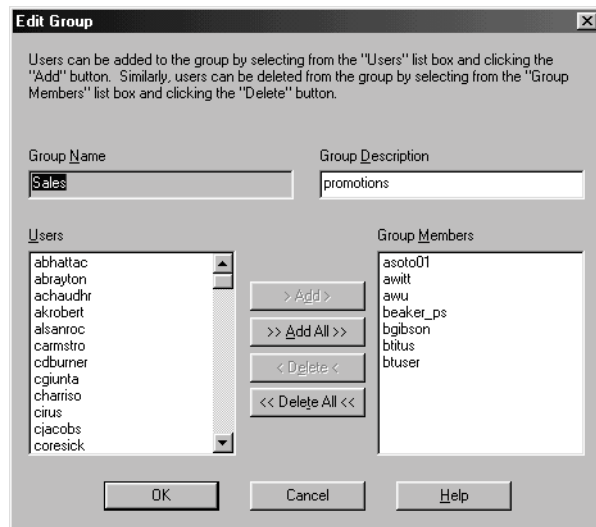 Edit Group
Users can be added to the group by selecting from the "Users" list box and clicking the
"Add" button. Similarly, users can be deleted from the group by selecting from the "Group
Members" list box and clicking the "Delete" button.
Group Name
Group Description
Sales
promotions
Users
Group Members
abhattac
abrayton
achaudhr
akrobert
alsanroc
carmstro
cdburner
cgiunta
charriso
cirus
cjacobs
coresick
> Add >
>> Add All >>
< Delete <
<< Delete All <<
asoto01
awitt
awu
beaker_ps
bgibson
btitus
btuser
OK
Cancel
Help